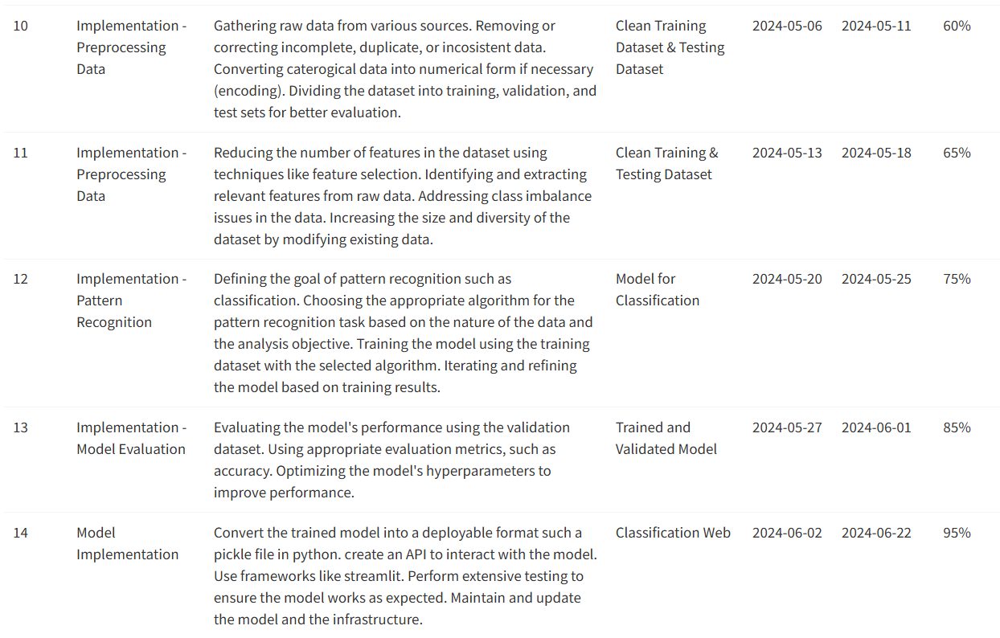 10
Implementation -
Preprocessing
Data
Gathering raw data from various sources. Removing or
correcting incomplete, duplicate, or incosistent data.
Converting caterogical data into numerical form if necessary
(encoding). Dividing the dataset into training, validation, and
test sets for better evaluation.
Clean Training
Dataset & Testing
Dataset
2024-05-06
2024-05-11
60%
11
Implementation -
Preprocessing
Data
Reducing the number of features in the dataset using
techniques like feature selection. Identifying and extracting
relevant features from raw data. Addressing class imbalance
issues in the data. Increasing the size and diversity of the
dataset by modifying existing data.
Clean Training &
Testing Dataset
2024-05-13
2024-05-18
65%
12
Implementation -
Pattern
Recognition
Defining the goal of pattern recognition such as
classification. Choosing the appropriate algorithm for the
pattern recognition task based on the nature of the data and
the analysis objective. Training the model using the training
dataset with the selected algorithm. Iterating and refining
the model based on training results.
Model for
Classification
2024-05-20
2024-05-25
75%
13
Implementation -
Model Evaluation
Evaluating the model's performance using the validation
dataset. Using appropriate evaluation metrics, such as
accuracy. Optimizing the model's hyperparameters to
improve performance.
Trained and
Validated Model
2024-05-27
2024-06-01
85%
14
Model
Implementation
Convert the trained model into a deployable format such a
pickle file in python. create an API to interact with the model.
Use frameworks like streamlit. Perform extensive testing to
ensure the model works as expected. Maintain and update
the model and the infrastructure.
Classification Web
2024-06-02
2024-06-22
95%